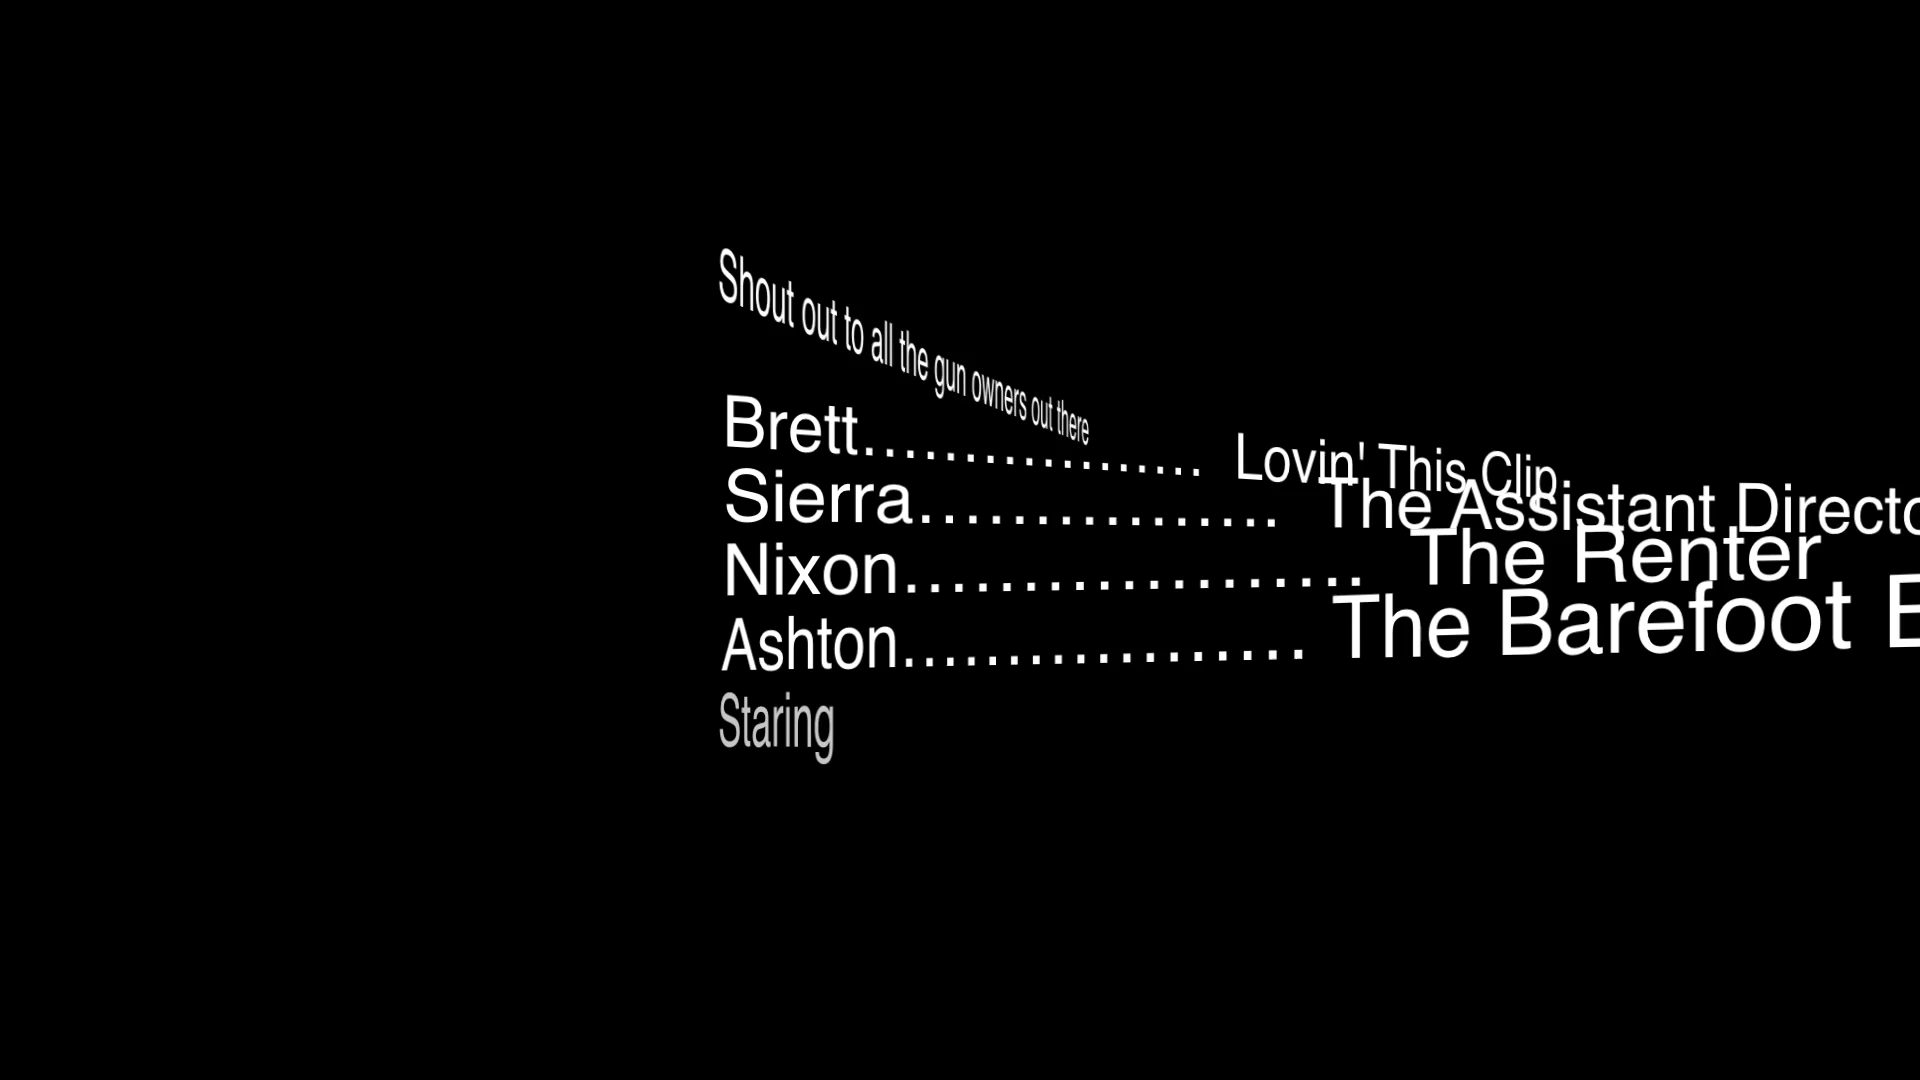 Shout out to all the gun owners out there
Brett.................. Lovin' This Clip
Sierra................ The Assistant
Nixon................... The Renter
Ashton.................. The Barefoot
Staring